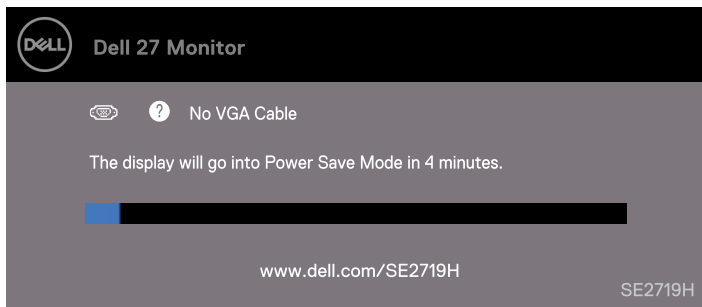 DELL
Dell 27 Monitor
? No VGA Cable
The display will go into Power Save Mode in 4 minutes.
www.dell.com/SE2719H
SE2719H